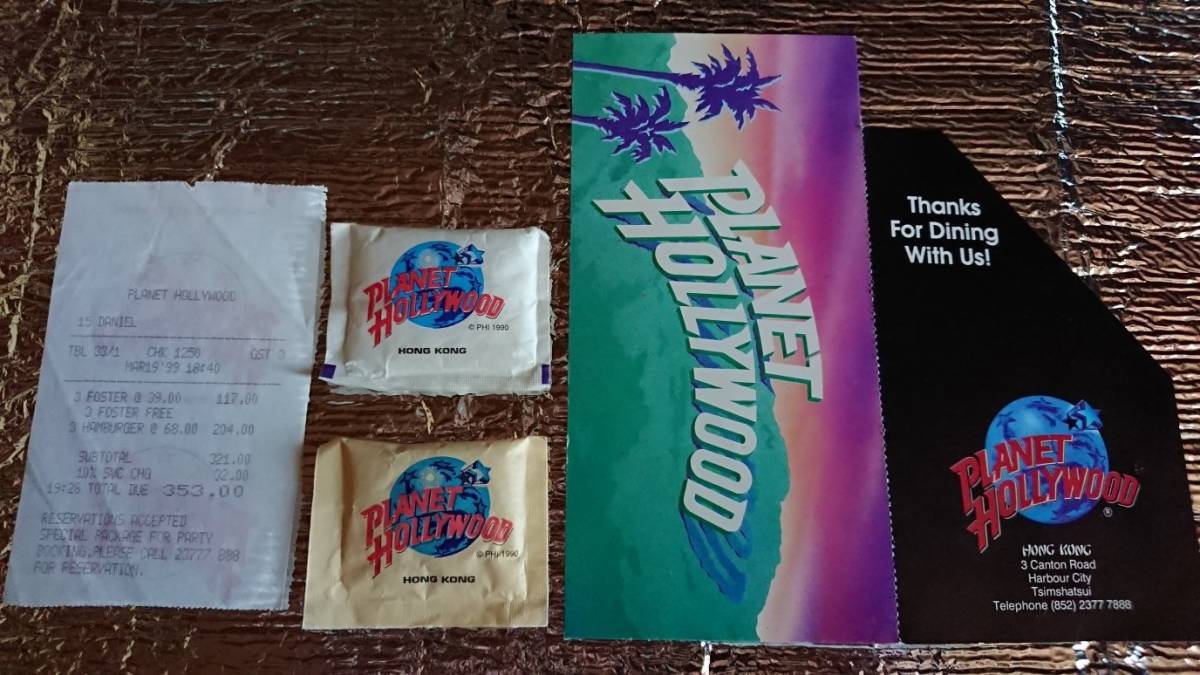 PLANET HOLLYWOOD
15 DANIEL
TBL 33/1 CHK 1250 GST 3
MAR19'99 18:40
3 FOSTER @ 39.00 117.00
3 FOSTER FREE
3 HAMBURGER @ 68.00 204.00
SUBTOTAL 321.00
10% SVC CHG 32.00
19:26 TOTAL DUE 353.00
RESERVATIONS ACCEPTED
SPECIAL PACKAGE FOR PARTY
BOOKING,PLEASE CALL 23777 888
FOR RESERVATION.
PLANET
HOLLYWOOD
© PHI 1990
HONG KONG
PLANET
HOLLYWOOD
© PHI 1990
HONG KONG
PLANET
HOLLYWOOD
Thanks
For Dining
With Us!
PLANET
HOLLYWOOD
®
HONG KONG
3 Canton Road
Harbour City
Tsimshatsui
Telephone (852) 2377 7888